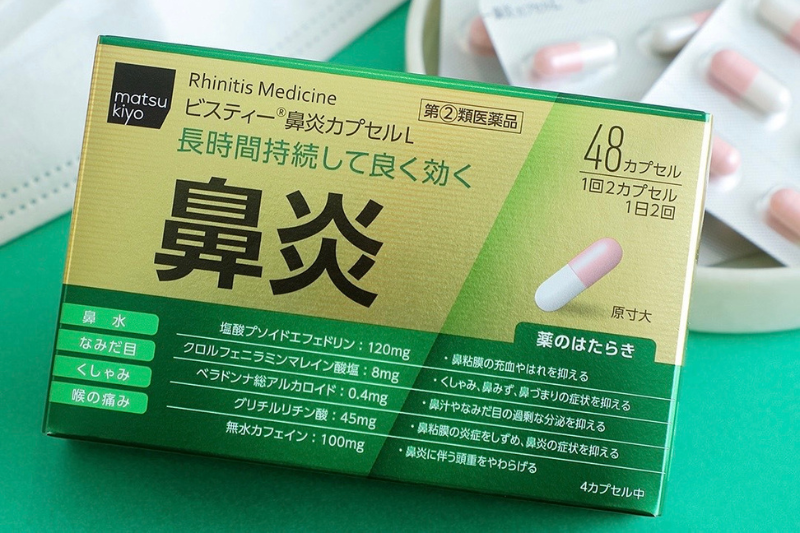 matsu
kiyo
Rhinitis Medicine
ビスティー®鼻炎カプセルL
第②類医薬品
長時間持続して良く効く
鼻炎
48カプセル
1回2カプセル
1日2回
原寸大
鼻水
なみだ目
くしゃみ
喉の痛み
塩酸プソイドエフェドリン：120mg
クロルフェニラミンマレイン酸塩：8mg
ベラドンナ総アルカロイド：0.4mg
グリチルリチン酸：45mg
無水カフェイン：100mg
薬のはたらき
・鼻粘膜の充血やはれを抑える
・くしゃみ、鼻みず、鼻づまりの症状を抑える
・鼻汁やなみだ目の過剰な分泌を抑える
・鼻粘膜の炎症をしずめ、鼻炎の症状を抑える
・鼻炎に伴う頭重をやわらげる
4カプセル中